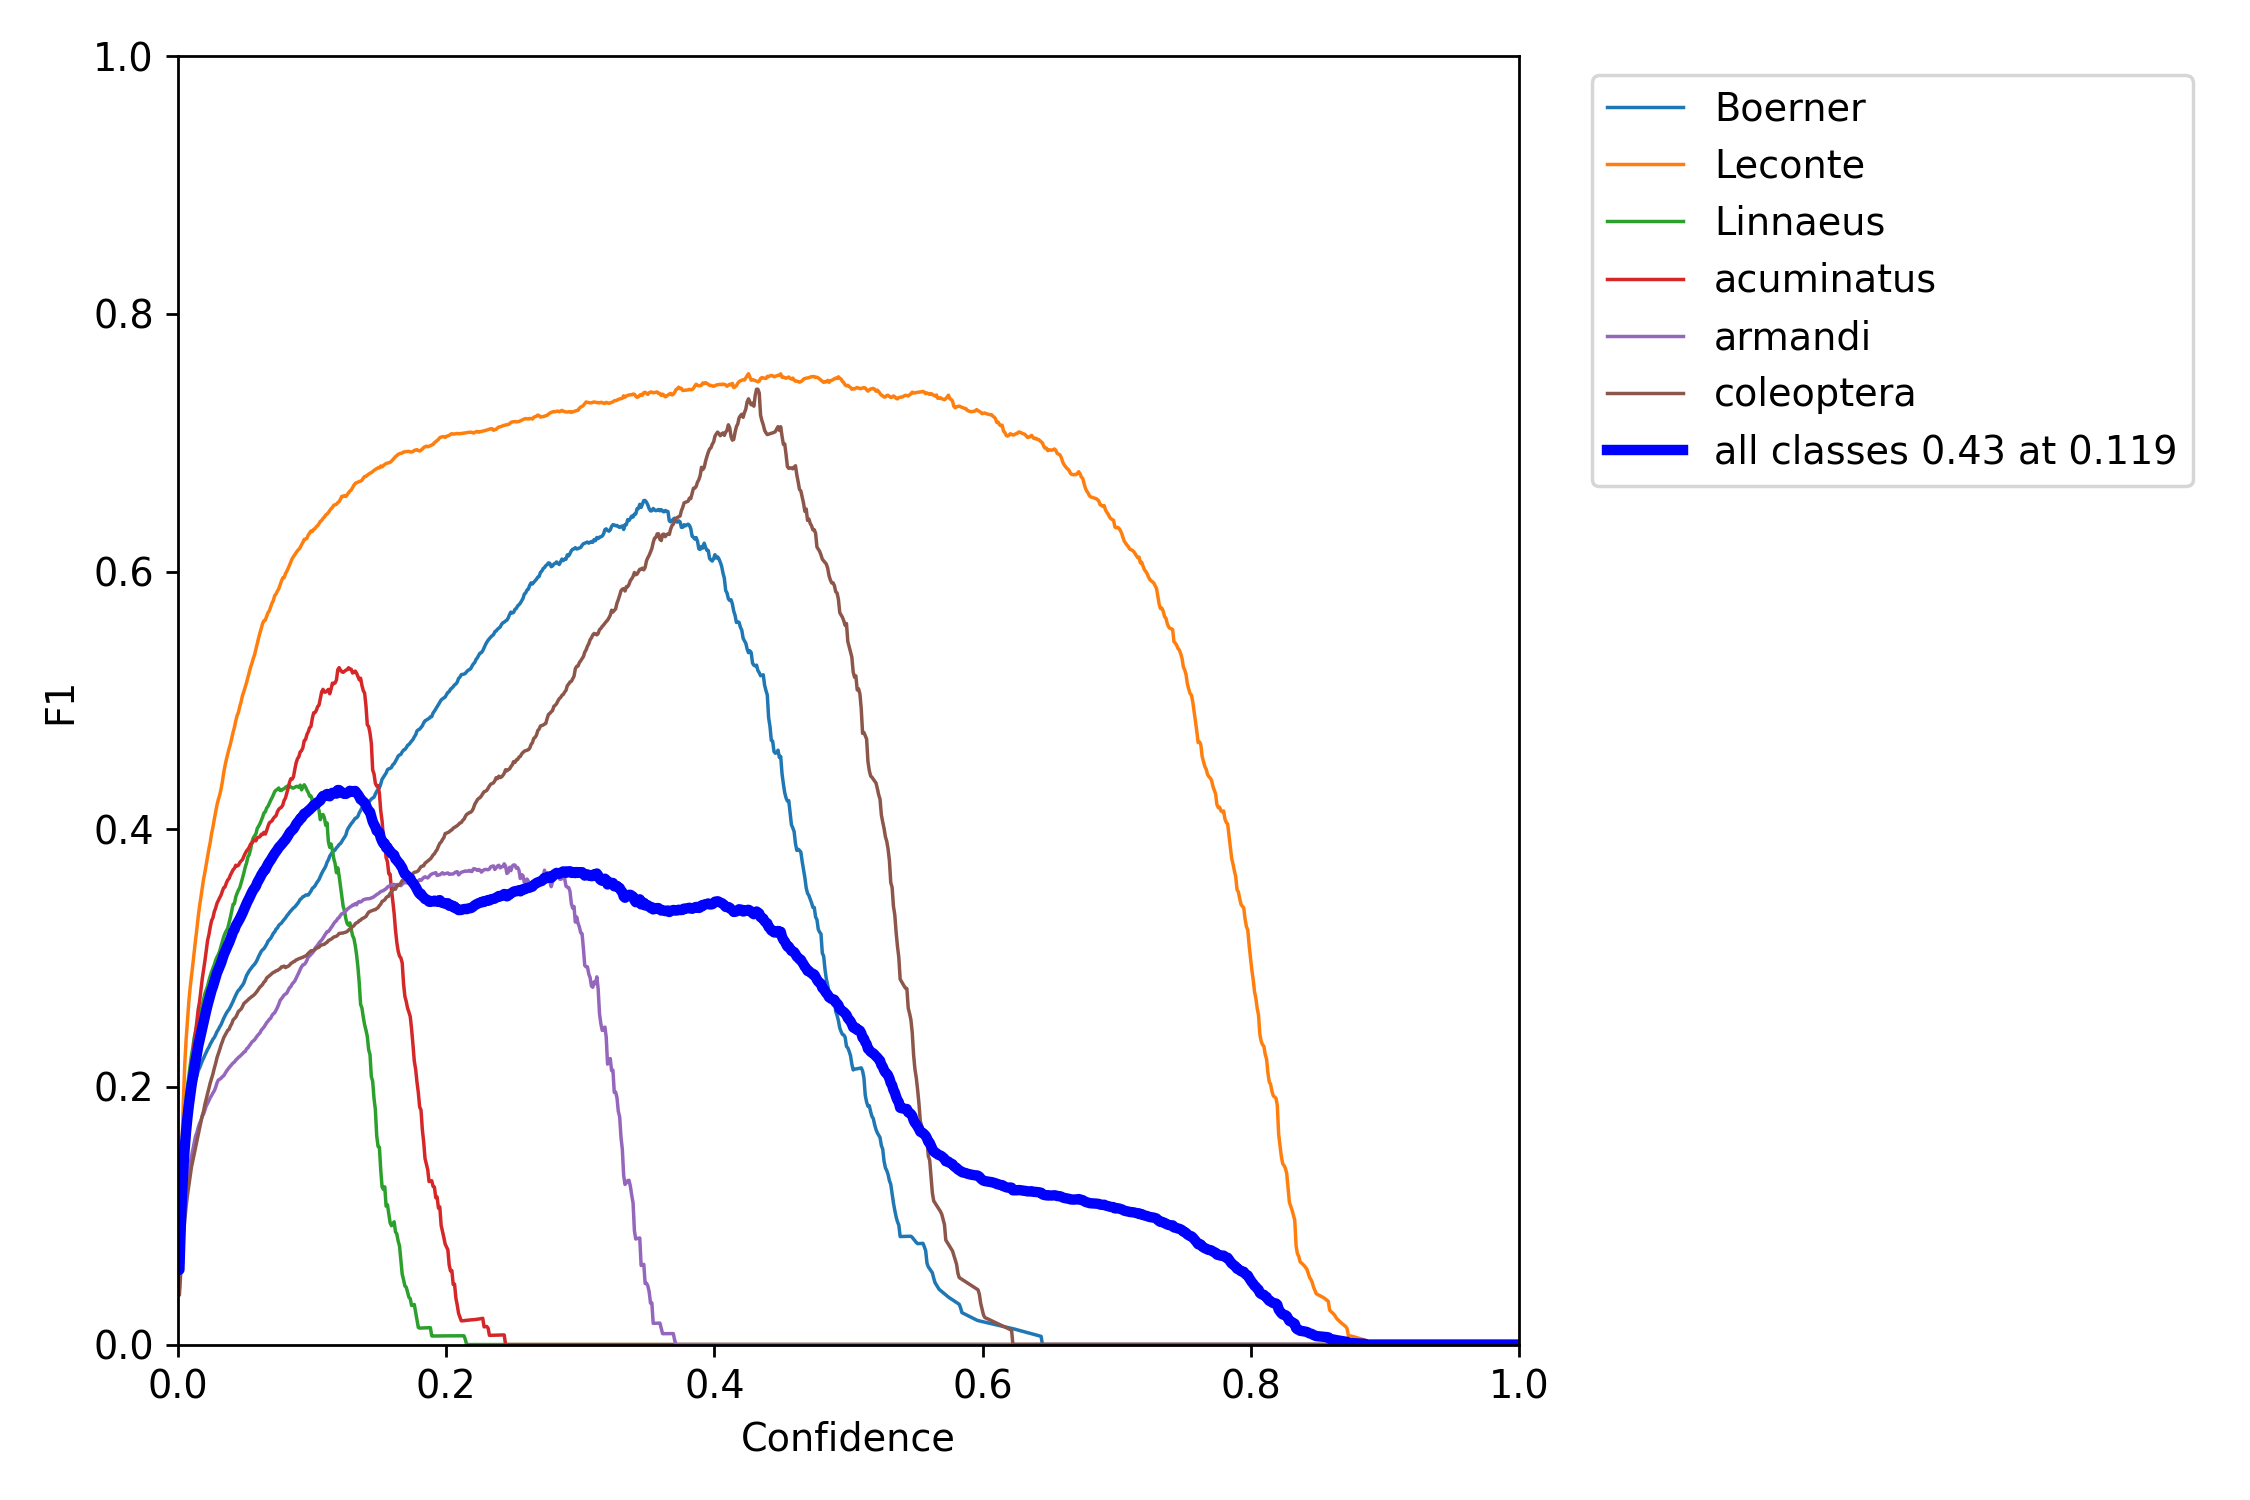 1.0
0.8
0.6
0.4
0.2
0.0
F1
0.0 0.2 0.4 0.6 0.8 1.0
Confidence
Boerner
Leconte
Linnaeus
acuminatus
armandi
coleoptera
all classes 0.43 at 0.119